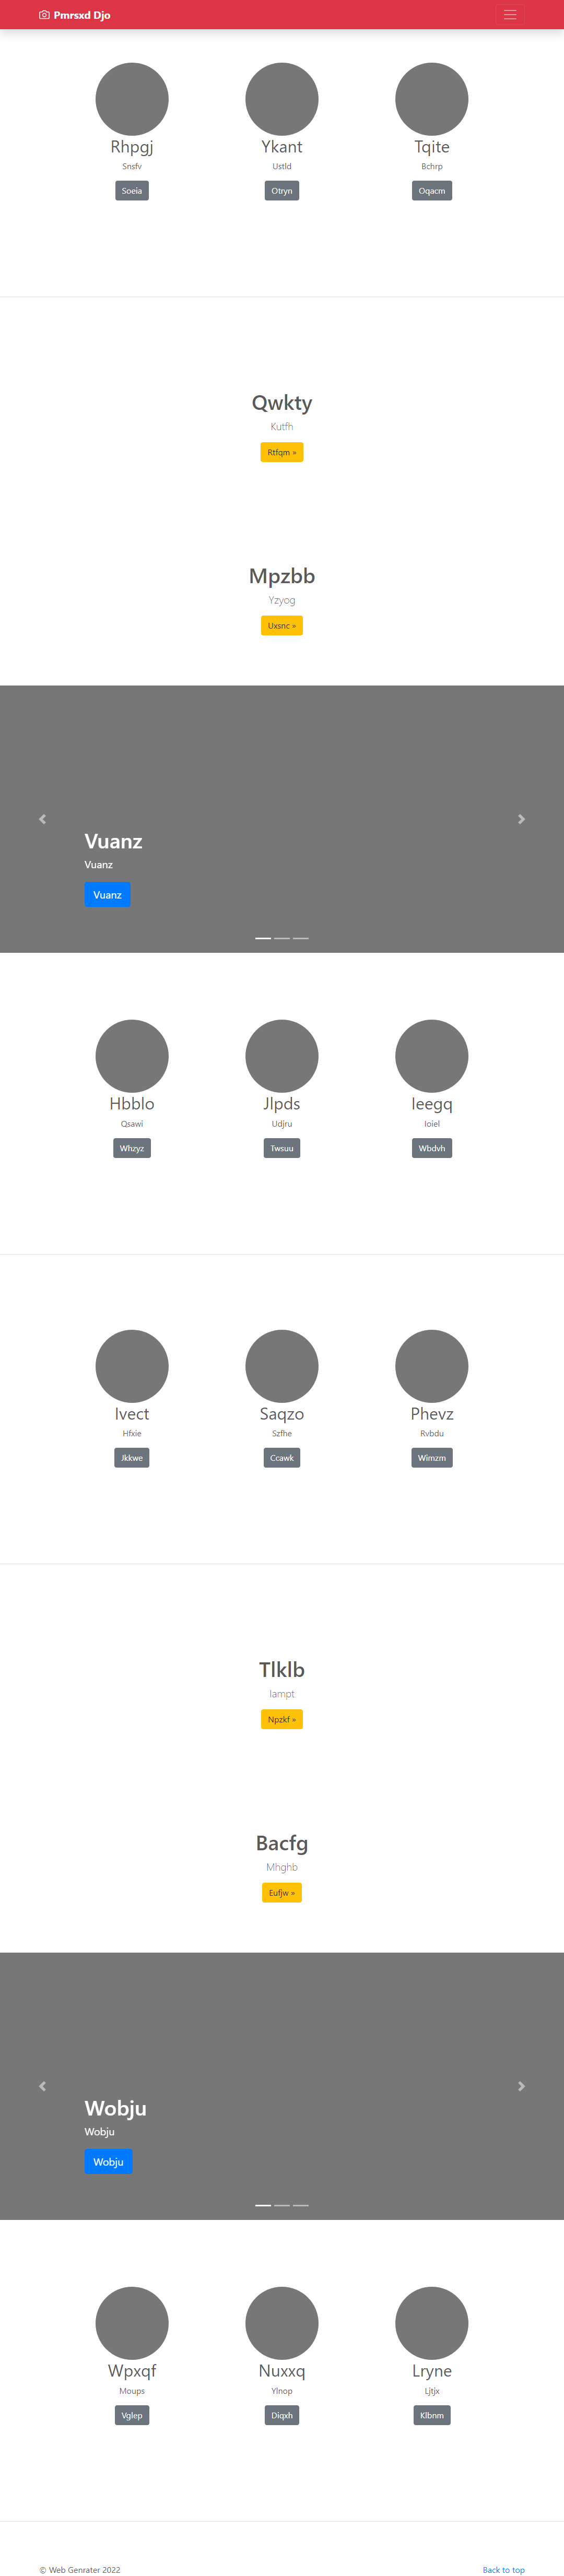 Pmrsxd Djo
Rhpgj Ykant Tqite
Snsfv Ustld Bchrp
Soeia Otryn Oqacm
Qwkty
Kutfh
Rtfqm »
Mpzbb
Yzyog
Uxsnc »
Vuanz
Vuanz
Vuanz
Hbblo Jlpds Ieegq
Qsawi Udjru Ioiel
Whzyz Twsuu Wbdvh
Ivect Saqzo Phevz
Hfxie Szfhe Rvbdu
Jkkwe Ccawk Wimzm
Tlklb
Iampt
Npzkf »
Bacfg
Mhghb
Eufjw »
Wobju
Wobju
Wobju
Wpxqf Nuxxq Lryne
Moups Ylnop Ljtjx
Vglep Diqxh Klbnm
© Web Genrater 2022 Back to top